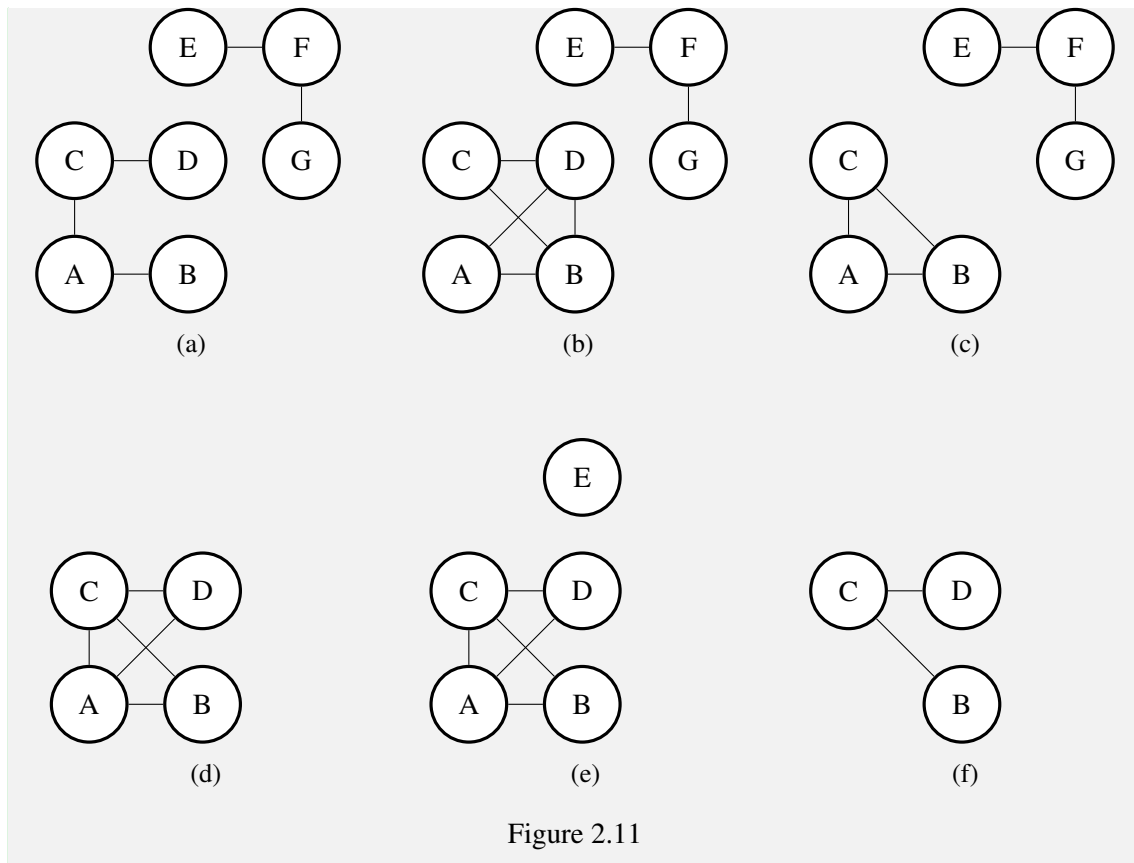 E F E F E F
C D G C D G C G
A B A B A B
(a) (b) (c)
E
C D C D C D
A B A B B
(d) (e) (f)
Figure 2.11